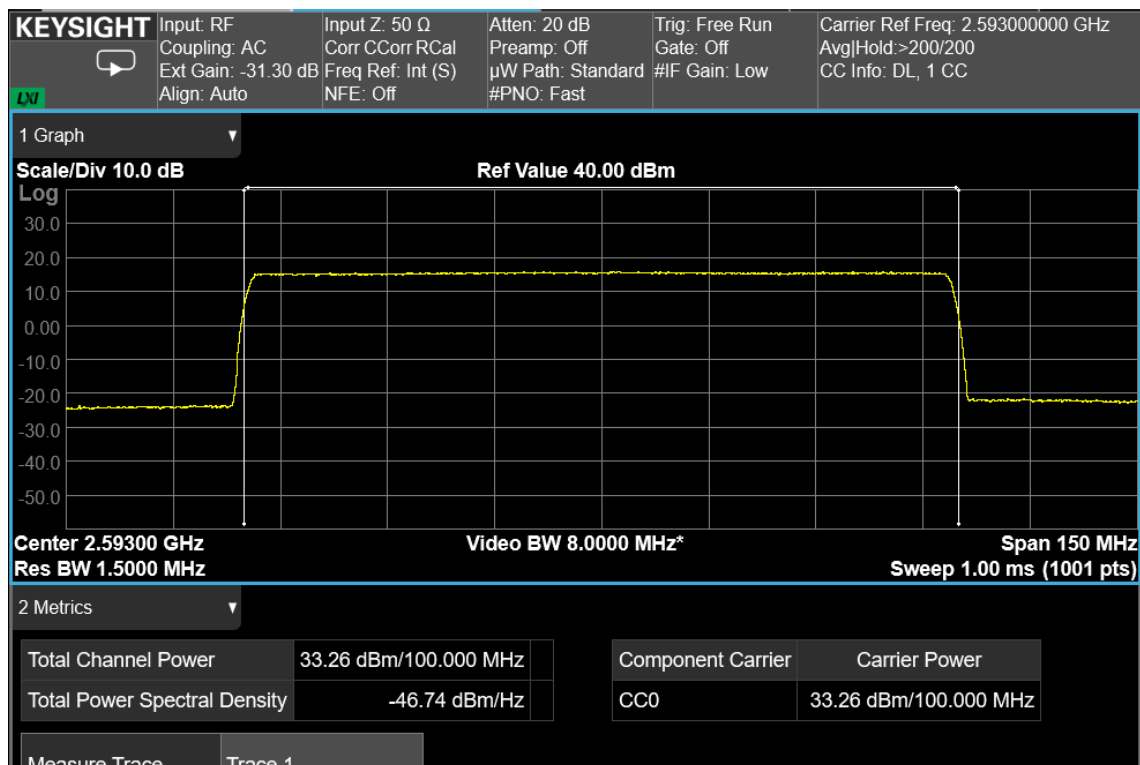 KEYSIGHT
LXI
Input: RF
Coupling: AC
Ext Gain: -31.30 dB
Align: Auto
Input Z: 50 Ω
Corr CCorr RCal
Freq Ref: Int (S)
NFE: Off
Atten: 20 dB
Preamp: Off
µW Path: Standard
#PNO: Fast
Trig: Free Run
Gate: Off
#IF Gain: Low
Carrier Ref Freq: 2.593000000 GHz
Avg|Hold:>200/200
CC Info: DL, 1 CC
1 Graph
Scale/Div 10.0 dB
Ref Value 40.00 dBm
Log
30.0
20.0
10.0
0.00
-10.0
-20.0
-30.0
-40.0
-50.0
Center 2.59300 GHz
Video BW 8.0000 MHz*
Span 150 MHz
Res BW 1.5000 MHz
Sweep 1.00 ms (1001 pts)
2 Metrics
Total Channel Power 33.26 dBm/100.000 MHz
Total Power Spectral Density -46.74 dBm/Hz
Component Carrier Carrier Power
CC0 33.26 dBm/100.000 MHz
Measure Trace Trace 1